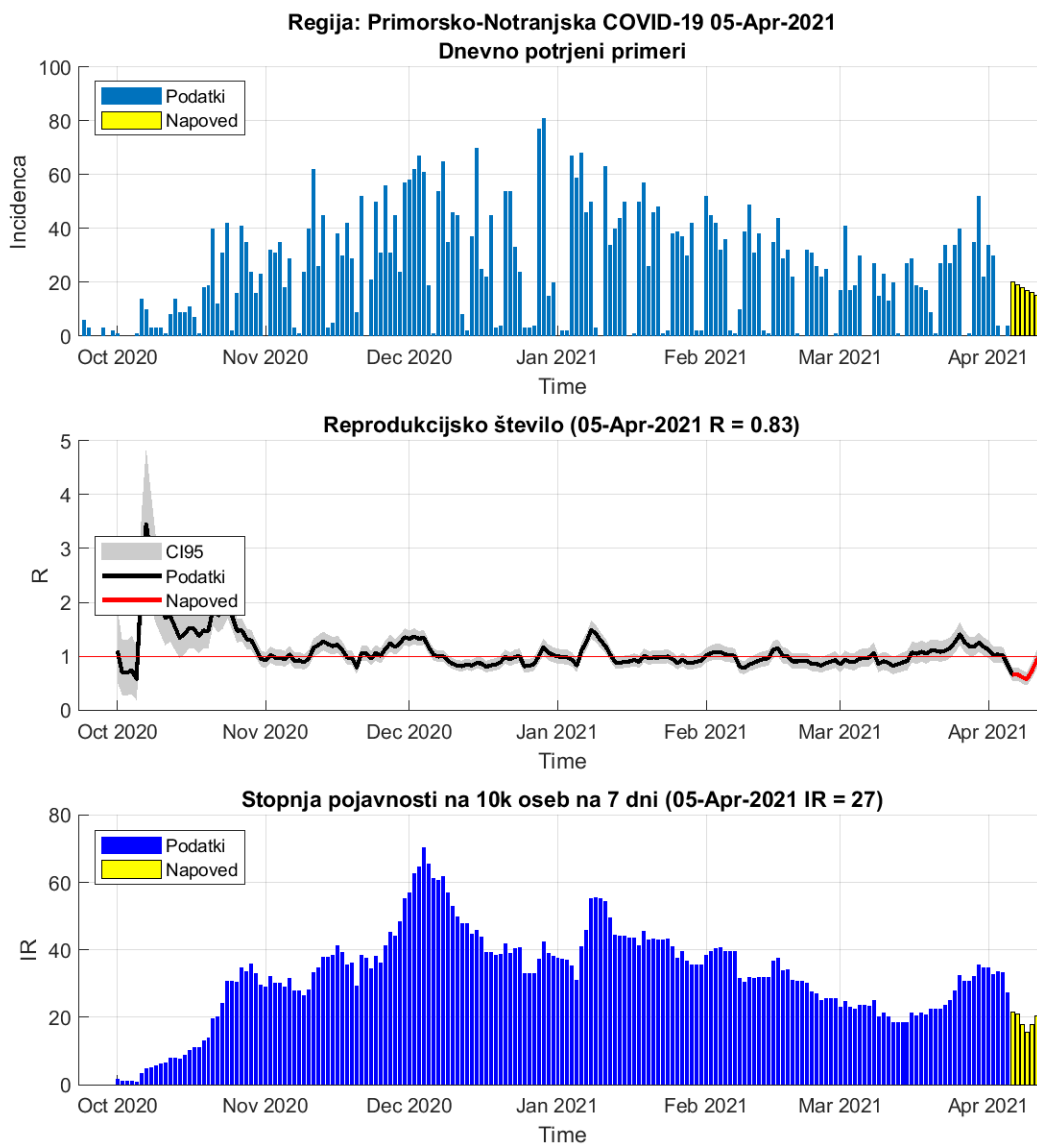 Regija: Primorsko-Notranjska COVID-19 05-Apr-2021
Dnevno potrjeni primeri
100
80
60
40
20
0
Incidenca
Podatki
Napoved
Oct 2020 Nov 2020 Dec 2020 Jan 2021 Feb 2021 Mar 2021 Apr 2021
Time
Reprodukcijsko število (05-Apr-2021 R = 0.83)
5
4
3
2
1
0
R
CI95
Podatki
Napoved
Oct 2020 Nov 2020 Dec 2020 Jan 2021 Feb 2021 Mar 2021 Apr 2021
Time
Stopnja pojavnosti na 10k oseb na 7 dni (05-Apr-2021 IR = 27)
80
60
40
20
0
IR
Podatki
Napoved
Oct 2020 Nov 2020 Dec 2020 Jan 2021 Feb 2021 Mar 2021 Apr 2021
Time